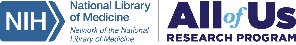 NIH
National Library
of Medicine
Network of the National
Library of Medicine
All of Us
RESEARCH PROGRAM